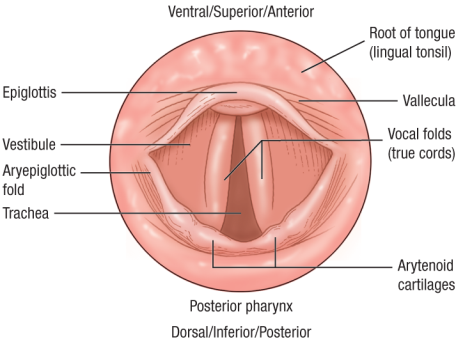 Ventral/Superior/Anterior
Root of tongue
(lingual tonsil)
Epiglottis
Vallecula
Vocal folds
(true cords)
Vestibule
Aryepiglottic
fold
Trachea
Arytenoid
cartilages
Posterior pharynx
Dorsal/Inferior/Posterior